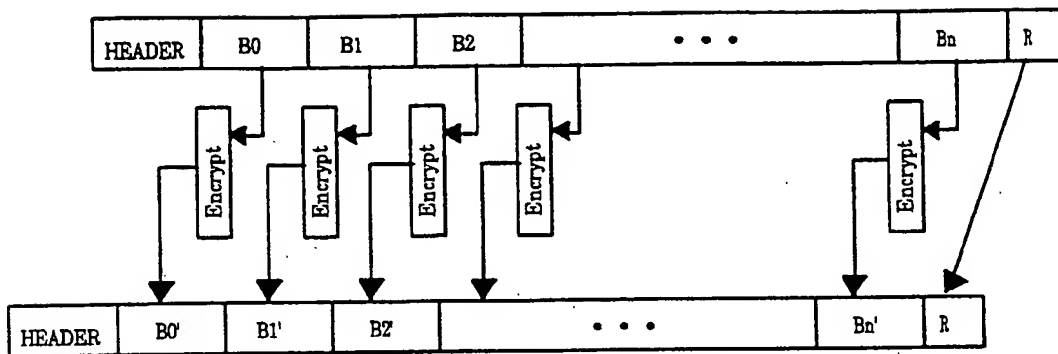 HEADER B0 B1 B2 • • • Bn R
Encrypt Encrypt Encrypt Encrypt Encrypt
HEADER B0' B1' B2' • • • Bn' R